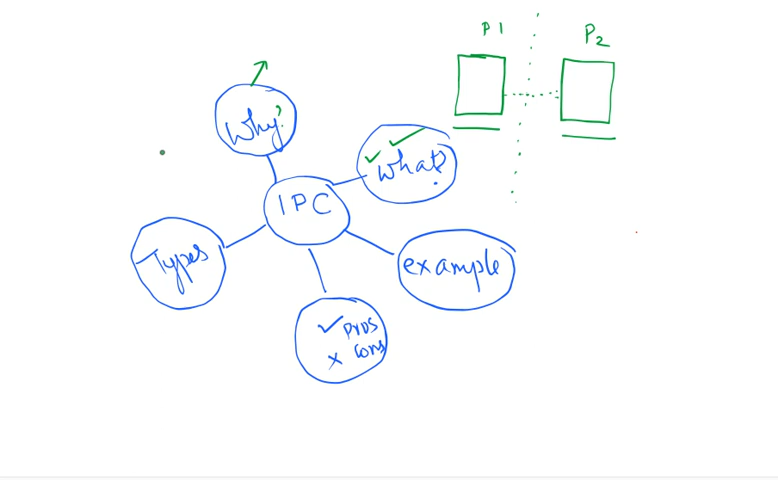 P1
P2
Why?
What?
IPC
Types
example
pros
x cons